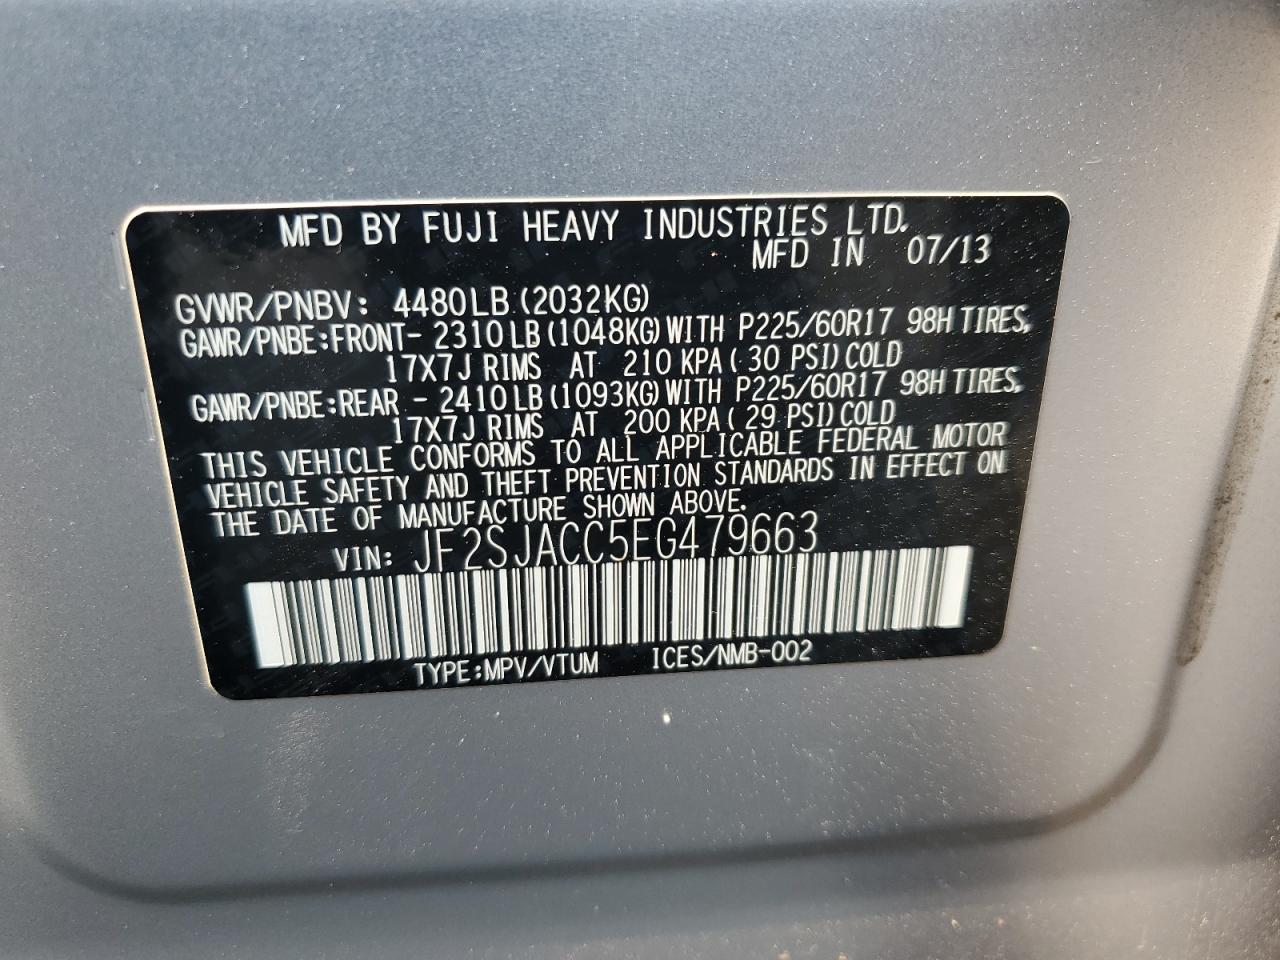 MFD BY FUJI HEAVY INDUSTRIES LTD.
MFD IN 07/13
GVWR/PNBV: 4480LB (2032KG)
GAWR/PNBE:FRONT- 2310LB (1048KG) WITH P225/60R17 98H TIRES,
17X7J RIMS AT 210 KPA ( 30 PSI) COLD
GAWR/PNBE:REAR - 2410LB (1093KG) WITH P225/60R17 98H TIRES,
17X7J RIMS AT 200 KPA ( 29 PSI) COLD
THIS VEHICLE CONFORMS TO ALL APPLICABLE FEDERAL MOTOR
VEHICLE SAFETY AND THEFT PREVENTION STANDARDS IN EFFECT ON
THE DATE OF MANUFACTURE SHOWN ABOVE.
VIN: JF2SJACC5EG479663
TYPE:MPV/VTUM ICES/NMB-002